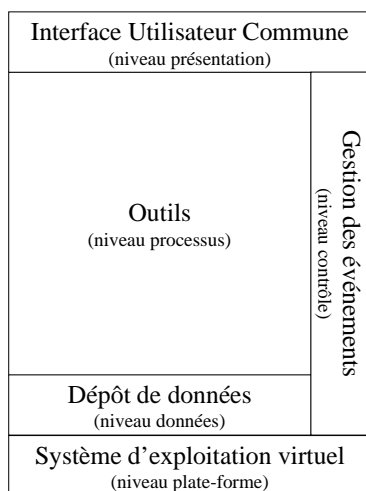 Interface Utilisateur Commune
(niveau présentation)
Outils
(niveau processus)
Gestion des événements
(niveau contrôle)
Dépôt de données
(niveau données)
Système d’exploitation virtuel
(niveau plate-forme)